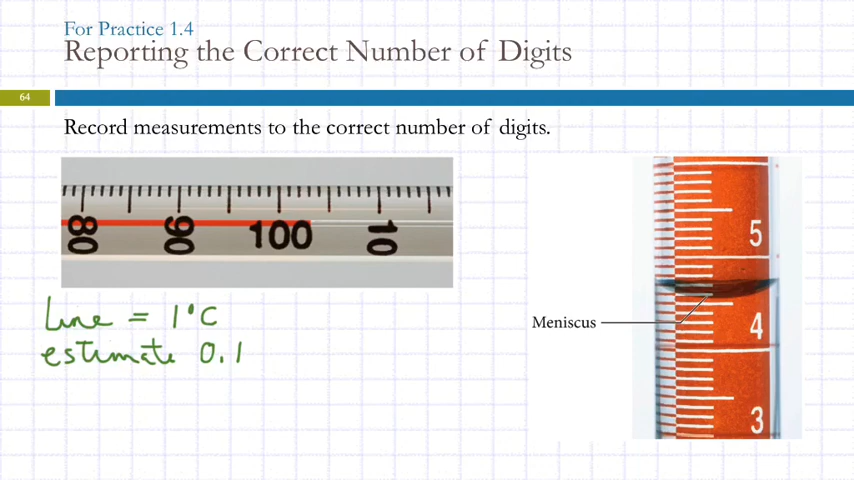 For Practice 1.4
Reporting the Correct Number of Digits
64
Record measurements to the correct number of digits.
80 90 100 10
line = 1°C
estimate 0.1
5
Meniscus
4
3